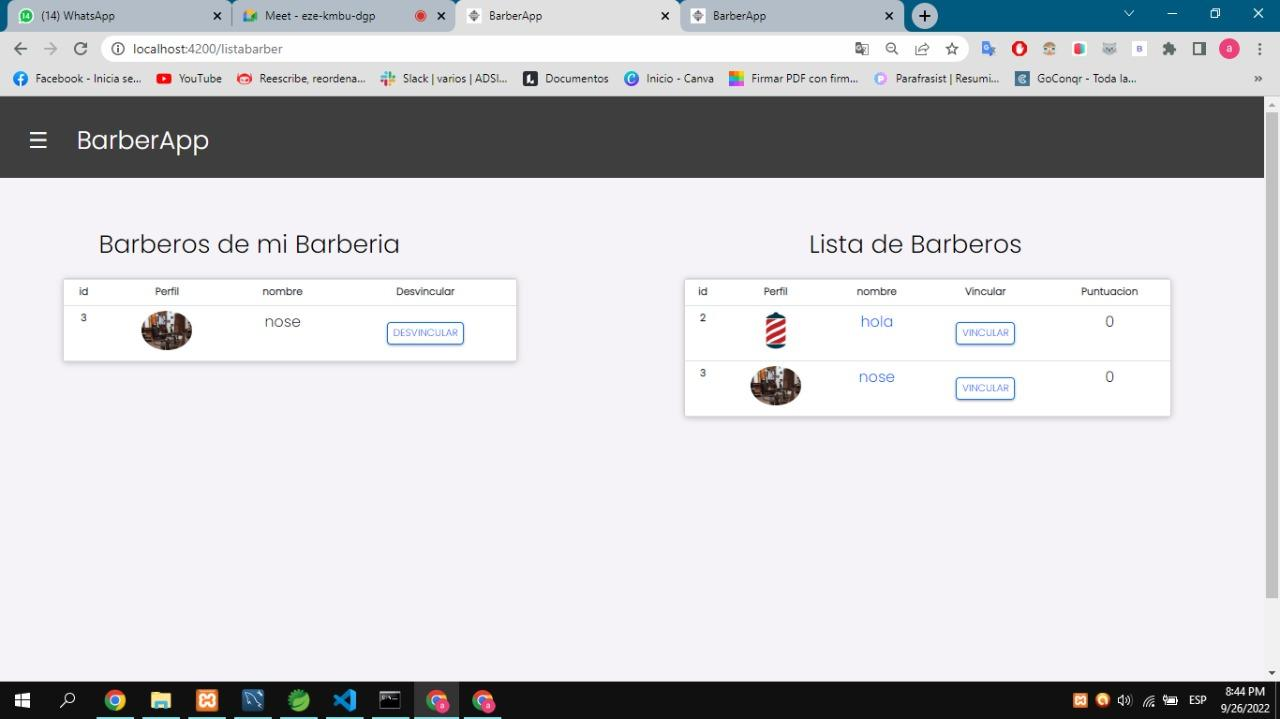 (14) WhatsApp
Meet - eze-kmbu-dgp
BarberApp
BarberApp
localhost:4200/listabarber
Facebook - Inicia se...
YouTube
Reescribe, reordena...
Slack | varios | ADSI...
Documentos
Inicio - Canva
Firmar PDF con firm...
Parafrasist | Resumi...
GoConqr - Toda la...
BarberApp
Barberos de mi Barberia
id Perfil nombre Desvincular
3 nose DESVINCULAR
Lista de Barberos
id Perfil nombre Vincular Puntuacion
2 hola VINCULAR 0
3 nose VINCULAR 0
ESP
8:44 PM
9/26/2022